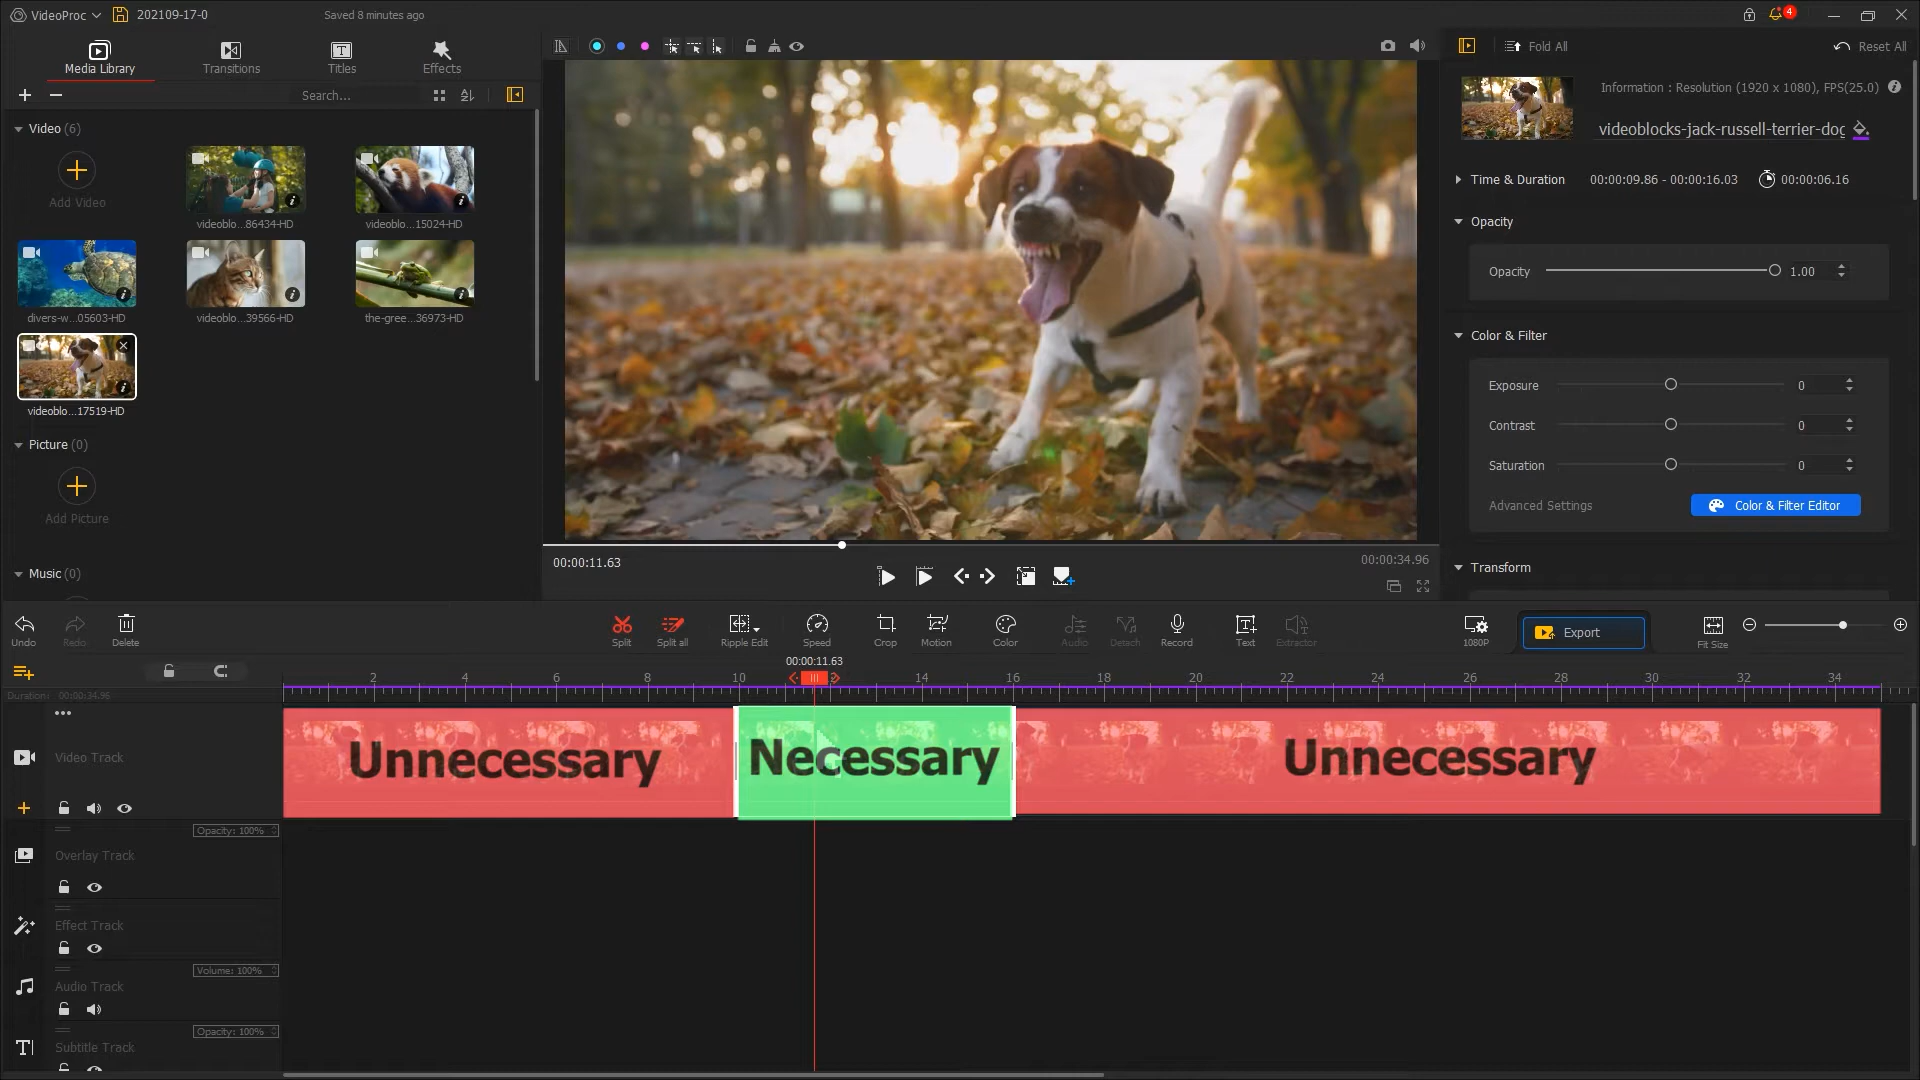 VideoProc
202109-17-0
Saved 8 minutes ago
4
Media Library
Transitions
Titles
Effects
Search...
Fold All
Reset All
Information : Resolution (1920 x 1080), FPS(25.0)
videoblocks-jack-russell-terrier-dog
Video (6)
Add Video
videoblo...86434-HD
videoblo...15024-HD
divers-w...05603-HD
videoblo...39566-HD
the-gree...36973-HD
videoblo...17519-HD
Picture (0)
Add Picture
Music (0)
Time & Duration
00:00:09.86 - 00:00:16.03
00:00:06.16
Opacity
Opacity
1.00
Color & Filter
Exposure
0
Contrast
0
Saturation
0
Advanced Settings
Color & Filter Editor
Transform
00:00:11.63
00:00:34.96
Undo
Redo
Delete
Split
Split all
Ripple Edit
Speed
Crop
Motion
Color
Audio
Detach
Record
Text
Extractor
1080P
Export
Fit Size
00:00:11.63
Duration: 00:00:34.96
2 4 6 8 10 14 16 18 20 22 24 26 28 30 32 34
Video Track
Unnecessary
Necessary
Unnecessary
Opacity: 100%
Overlay Track
Effect Track
Volume: 100%
Audio Track
Opacity: 100%
Subtitle Track